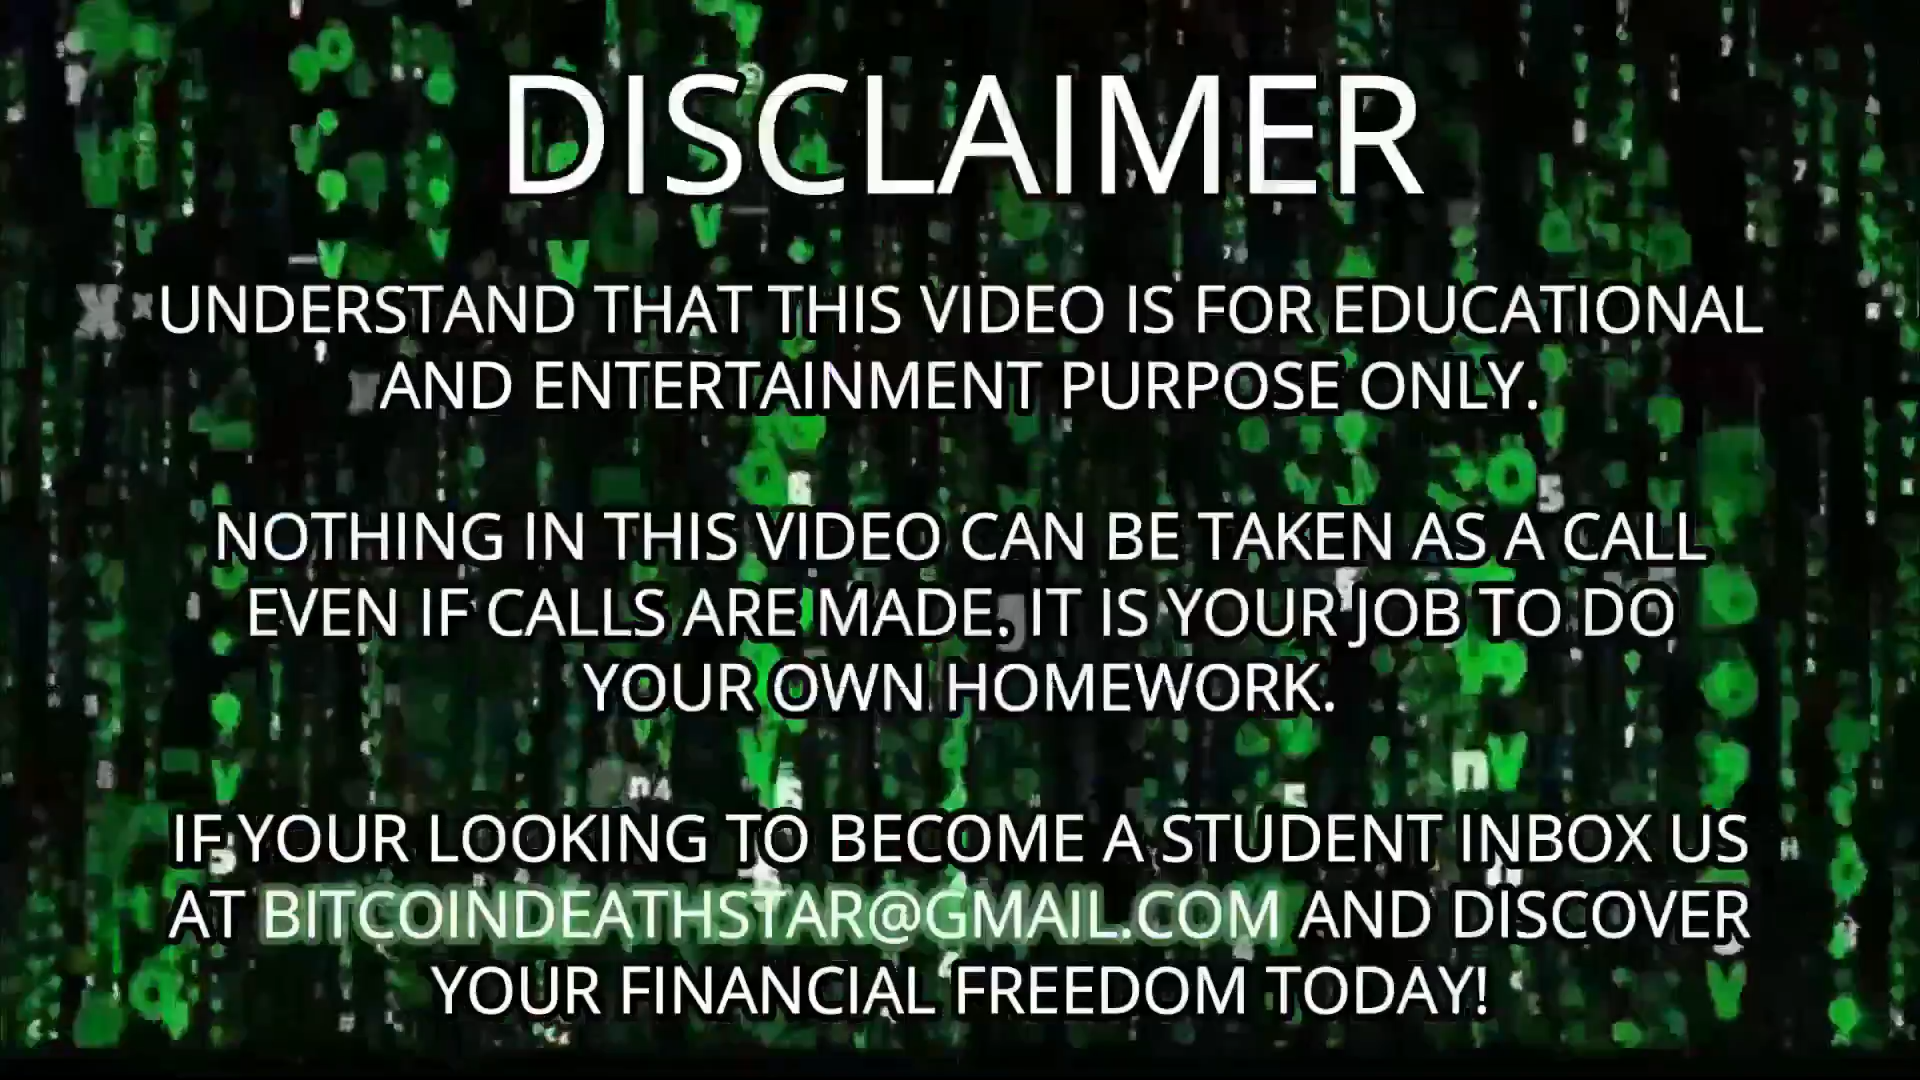 DISCLAIMER
UNDERSTAND THAT THIS VIDEO IS FOR EDUCATIONAL
AND ENTERTAINMENT PURPOSE ONLY.
NOTHING IN THIS VIDEO CAN BE TAKEN AS A CALL
EVEN IF CALLS ARE MADE. IT IS YOUR JOB TO DO
YOUR OWN HOMEWORK.
IF YOUR LOOKING TO BECOME A STUDENT INBOX US
AT BITCOINDEATHSTAR@GMAIL.COM AND DISCOVER
YOUR FINANCIAL FREEDOM TODAY!